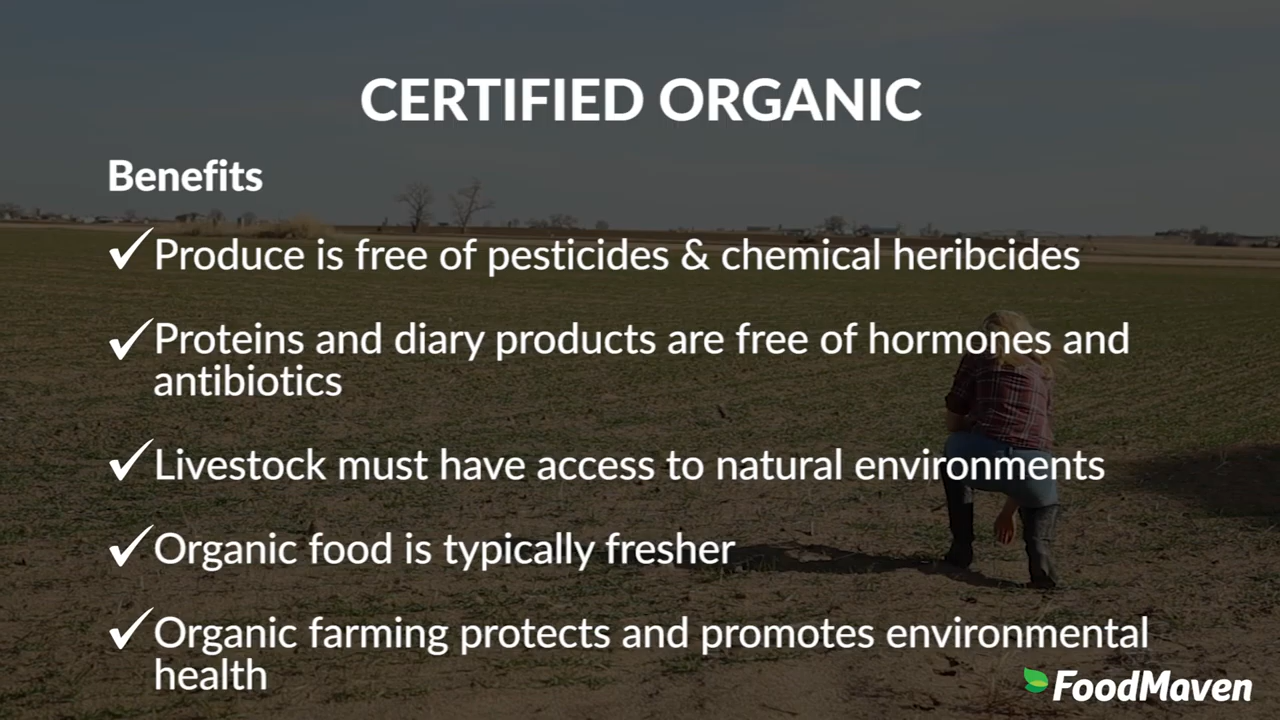 CERTIFIED ORGANIC
Benefits
✓Produce is free of pesticides & chemical heribcides
✓Proteins and diary products are free of hormones and
antibiotics
✓Livestock must have access to natural environments
✓Organic food is typically fresher
✓Organic farming protects and promotes environmental
health
FoodMaven